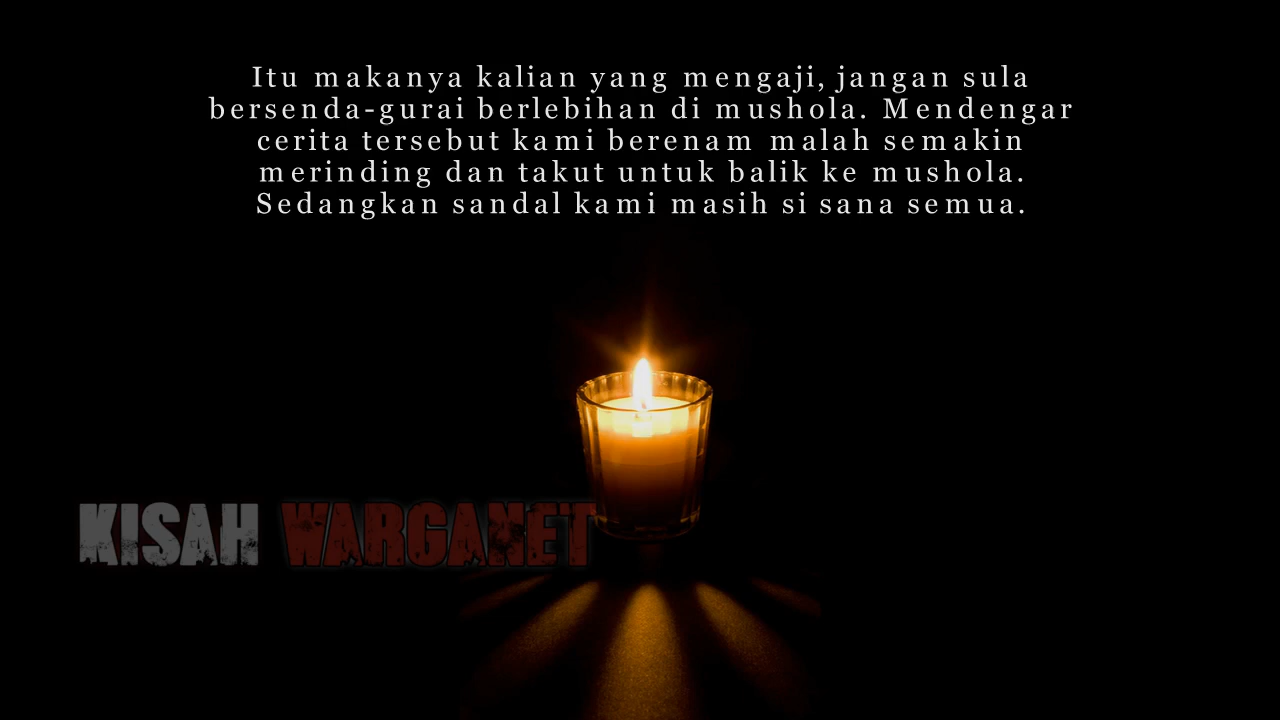 Itu makanya kalian yang mengaji, jangan sula
bersenda-gurai berlebihan di mushola. Mendengar
cerita tersebut kami berenam malah semakin
merinding dan takut untuk balik ke mushola.
Sedangkan sandal kami masih si sana semua.
KISAH WARGANET